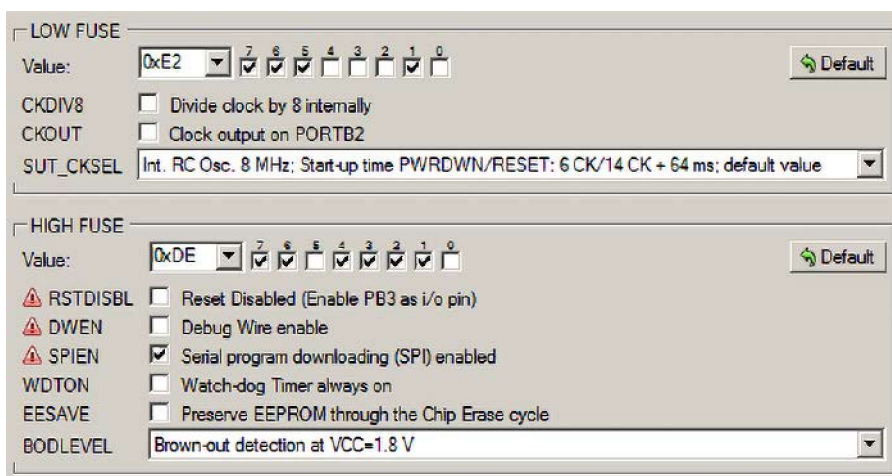 LOW FUSE
Value: 0xE2 7 6 5 4 3 2 1 0 Default
CKDIV8 Divide clock by 8 internally
CKOUT Clock output on PORTB2
SUT_CKSEL Int. RC Osc. 8 MHz; Start-up time PWRDWN/RESET: 6 CK/14 CK + 64 ms; default value
HIGH FUSE
Value: 0xDE 7 6 5 4 3 2 1 0 Default
RSTDISBL Reset Disabled (Enable PB3 as i/o pin)
DWEN Debug Wire enable
SPIEN Serial program downloading (SPI) enabled
WDTON Watch-dog Timer always on
EESAVE Preserve EEPROM through the Chip Erase cycle
BODLEVEL Brown-out detection at VCC=1.8 V